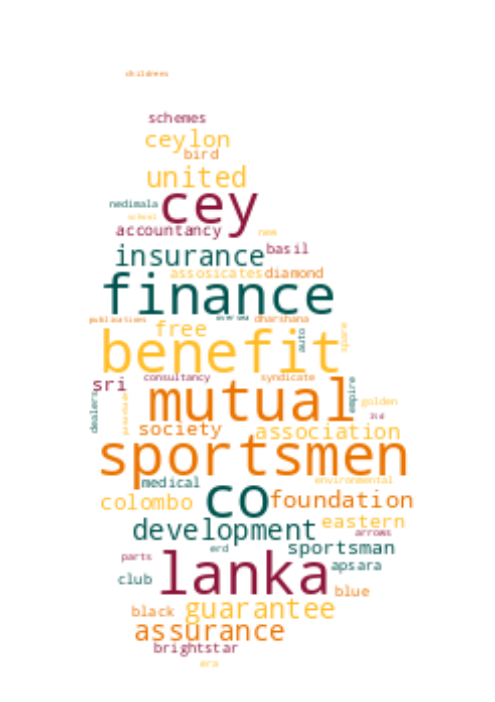 childrens
schemes
ceylon
bird
united
nedimala cey
school
accountancy new
insurance basil
assosicates diamond
finance
publications oversea dharshana
free auto spare
benefit
sri consultancy syndicate
mutual empire
dealers golden
ltd
society association
sportsmen
medical environmental
colombo co foundation
development eastern
arrows
erd sportsman
parts lanka apsara
club blue
black guarantee
assurance
brightstar
era